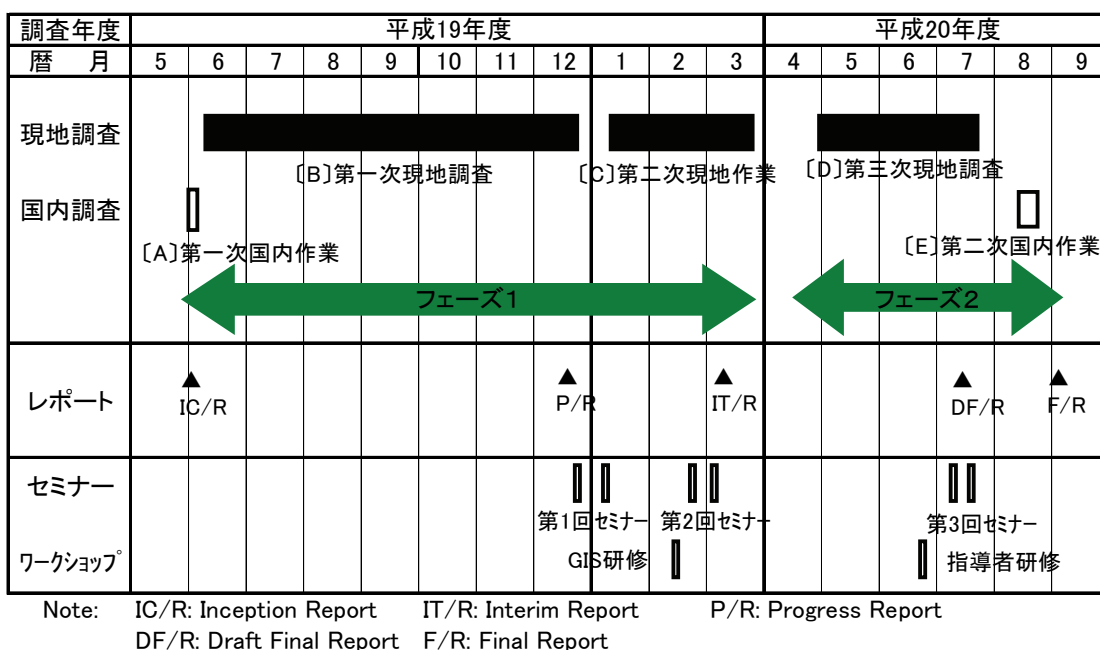 調査年度 平成19年度 平成20年度
暦 月 5 6 7 8 9 10 11 12 1 2 3 4 5 6 7 8 9
現地調査
〔B〕第一次現地調査 〔C〕第二次現地作業 〔D〕第三次現地調査
国内調査
〔A〕第一次国内作業 〔E〕第二次国内作業
フェーズ1 フェーズ2
レポート
IC/R P/R IT/R DF/R F/R
セミナー
第1回セミナー 第2回セミナー 第3回セミナー
ワークショップ GIS研修 指導者研修
Note: IC/R: Inception Report IT/R: Interim Report P/R: Progress Report
DF/R: Draft Final Report F/R: Final Report